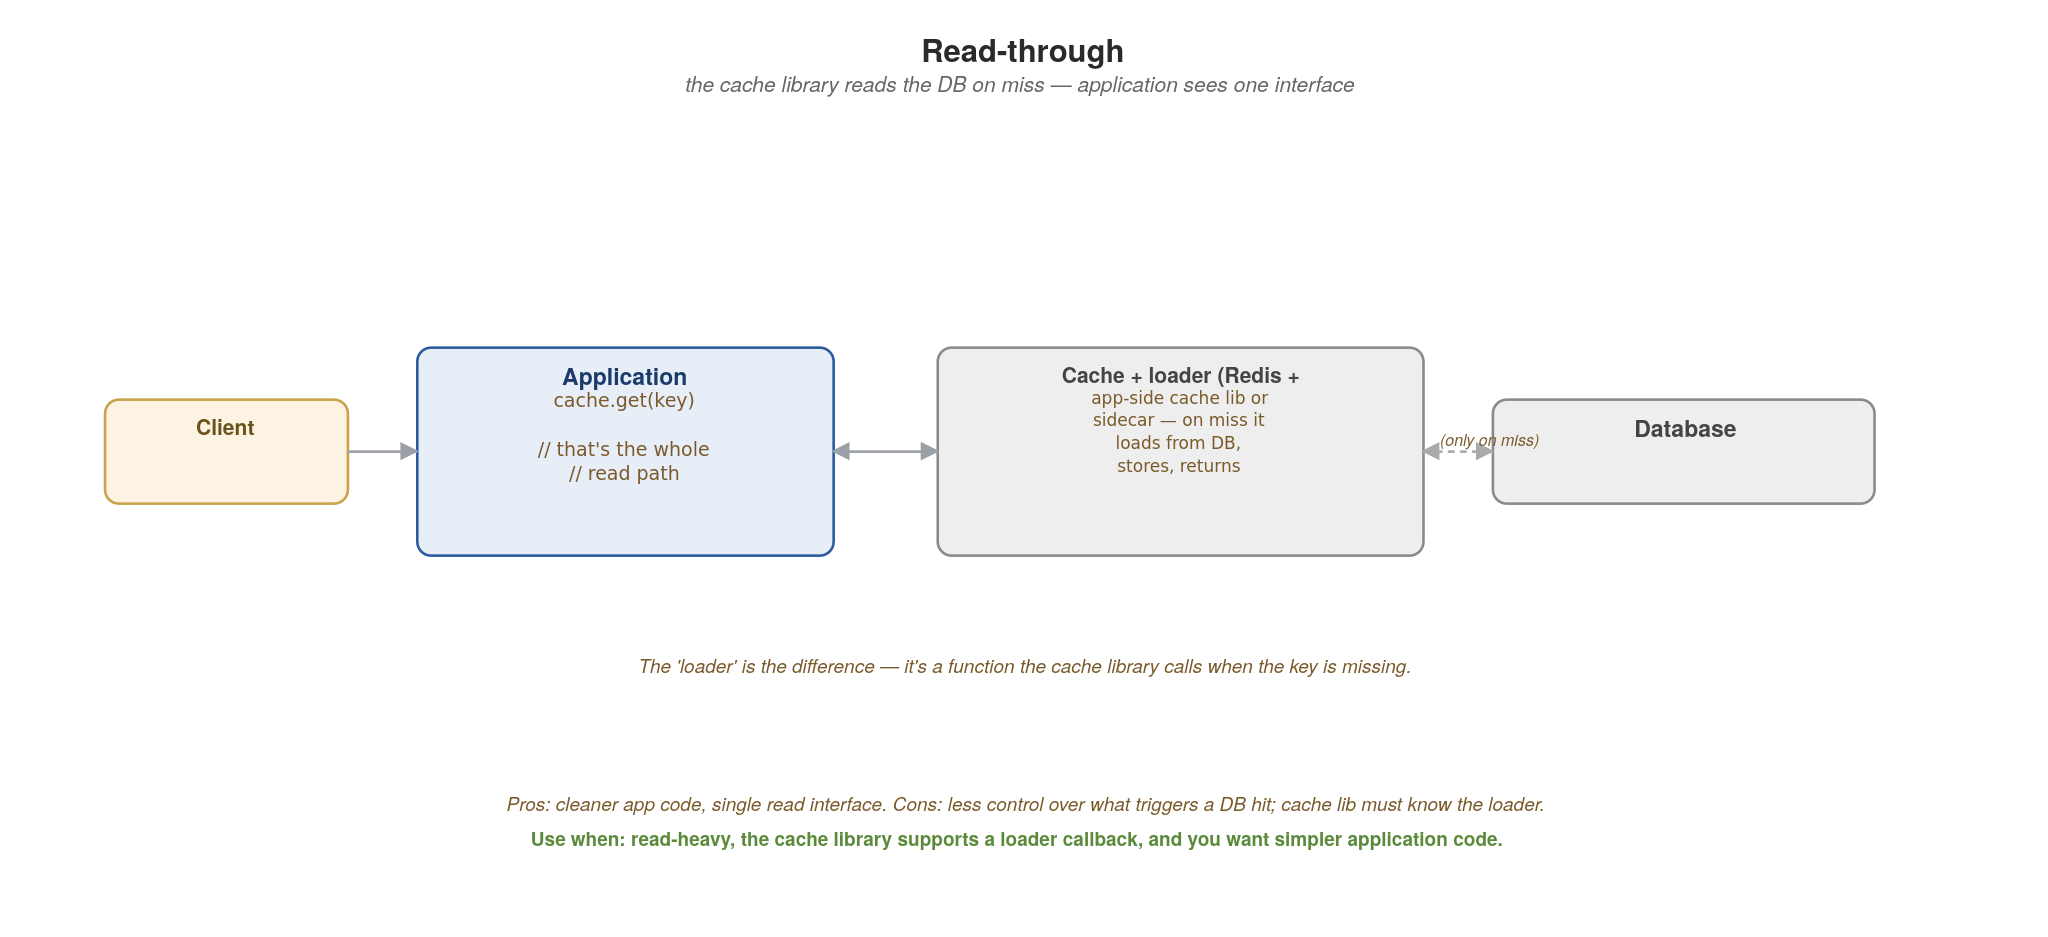 Read-through
the cache library reads the DB on miss — application sees one interface
Client
Application
cache.get(key)
// that's the whole
// read path
Cache + loader (Redis +
app-side cache lib or
sidecar — on miss it
loads from DB,
stores, returns
(only on miss)
Database
The 'loader' is the difference — it's a function the cache library calls when the key is missing.
Pros: cleaner app code, single read interface. Cons: less control over what triggers a DB hit; cache lib must know the loader.
Use when: read-heavy, the cache library supports a loader callback, and you want simpler application code.